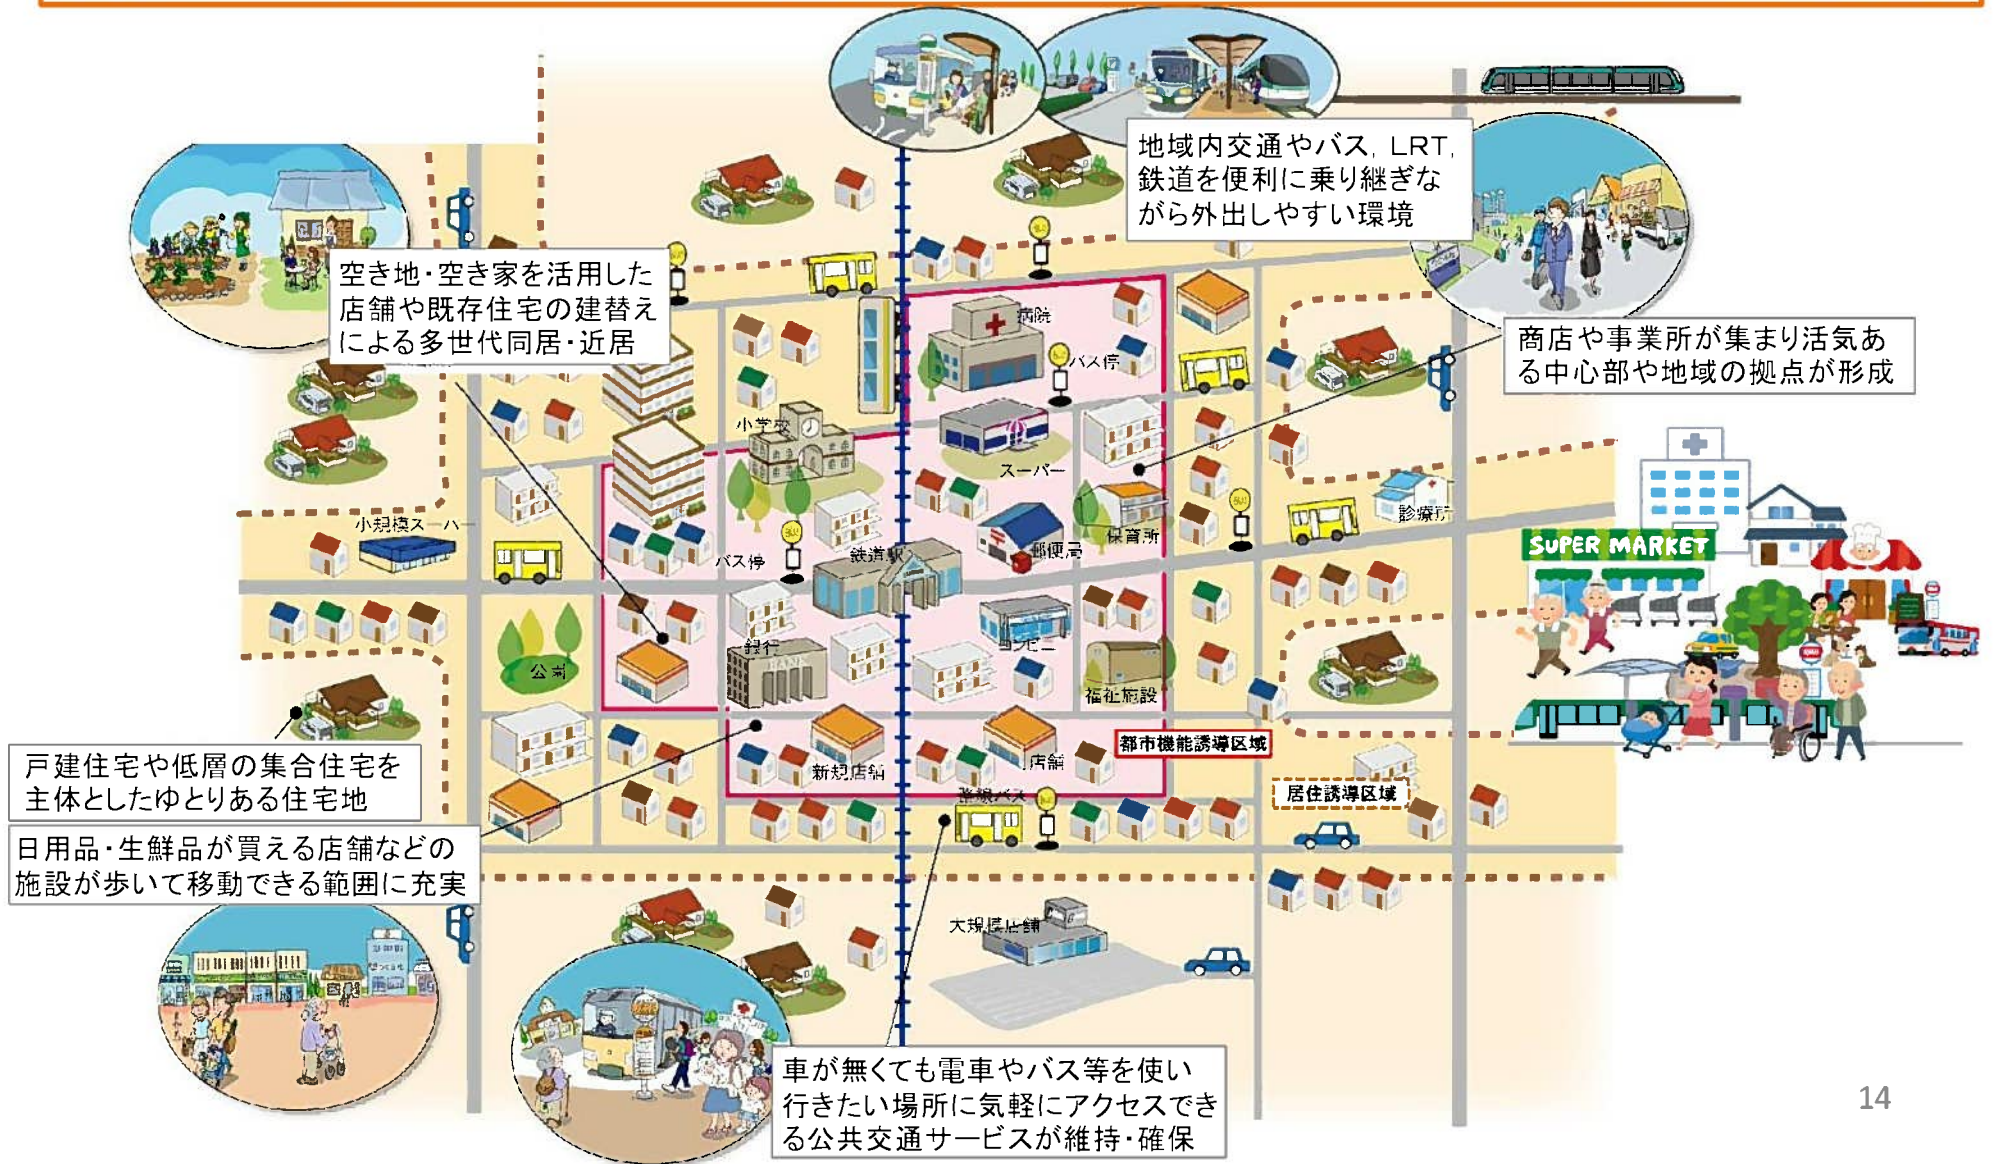 地域内交通やバス, LRT,
鉄道を便利に乗り継ぎな
がら外出しやすい環境
空き地・空き家を活用した
店舗や既存住宅の建替え
による多世代同居・近居
商店や事業所が集まり活気あ
る中心部や地域の拠点が形成
病院
バス停
小学校
スーパー
小規模スーパー
バス停
鉄道駅
郵便局
保育所
診療所
SUPER MARKET
公園
銀行
BANK
コンビニ
福祉施設
戸建住宅や低層の集合住宅を
主体としたゆとりある住宅地
新規店舗
店舗
都市機能誘導区域
居住誘導区域
路線バス
日用品・生鮮品が買える店舗などの
施設が歩いて移動できる範囲に充実
大規模店舗
車が無くても電車やバス等を使い
行きたい場所に気軽にアクセスでき
る公共交通サービスが維持・確保
14